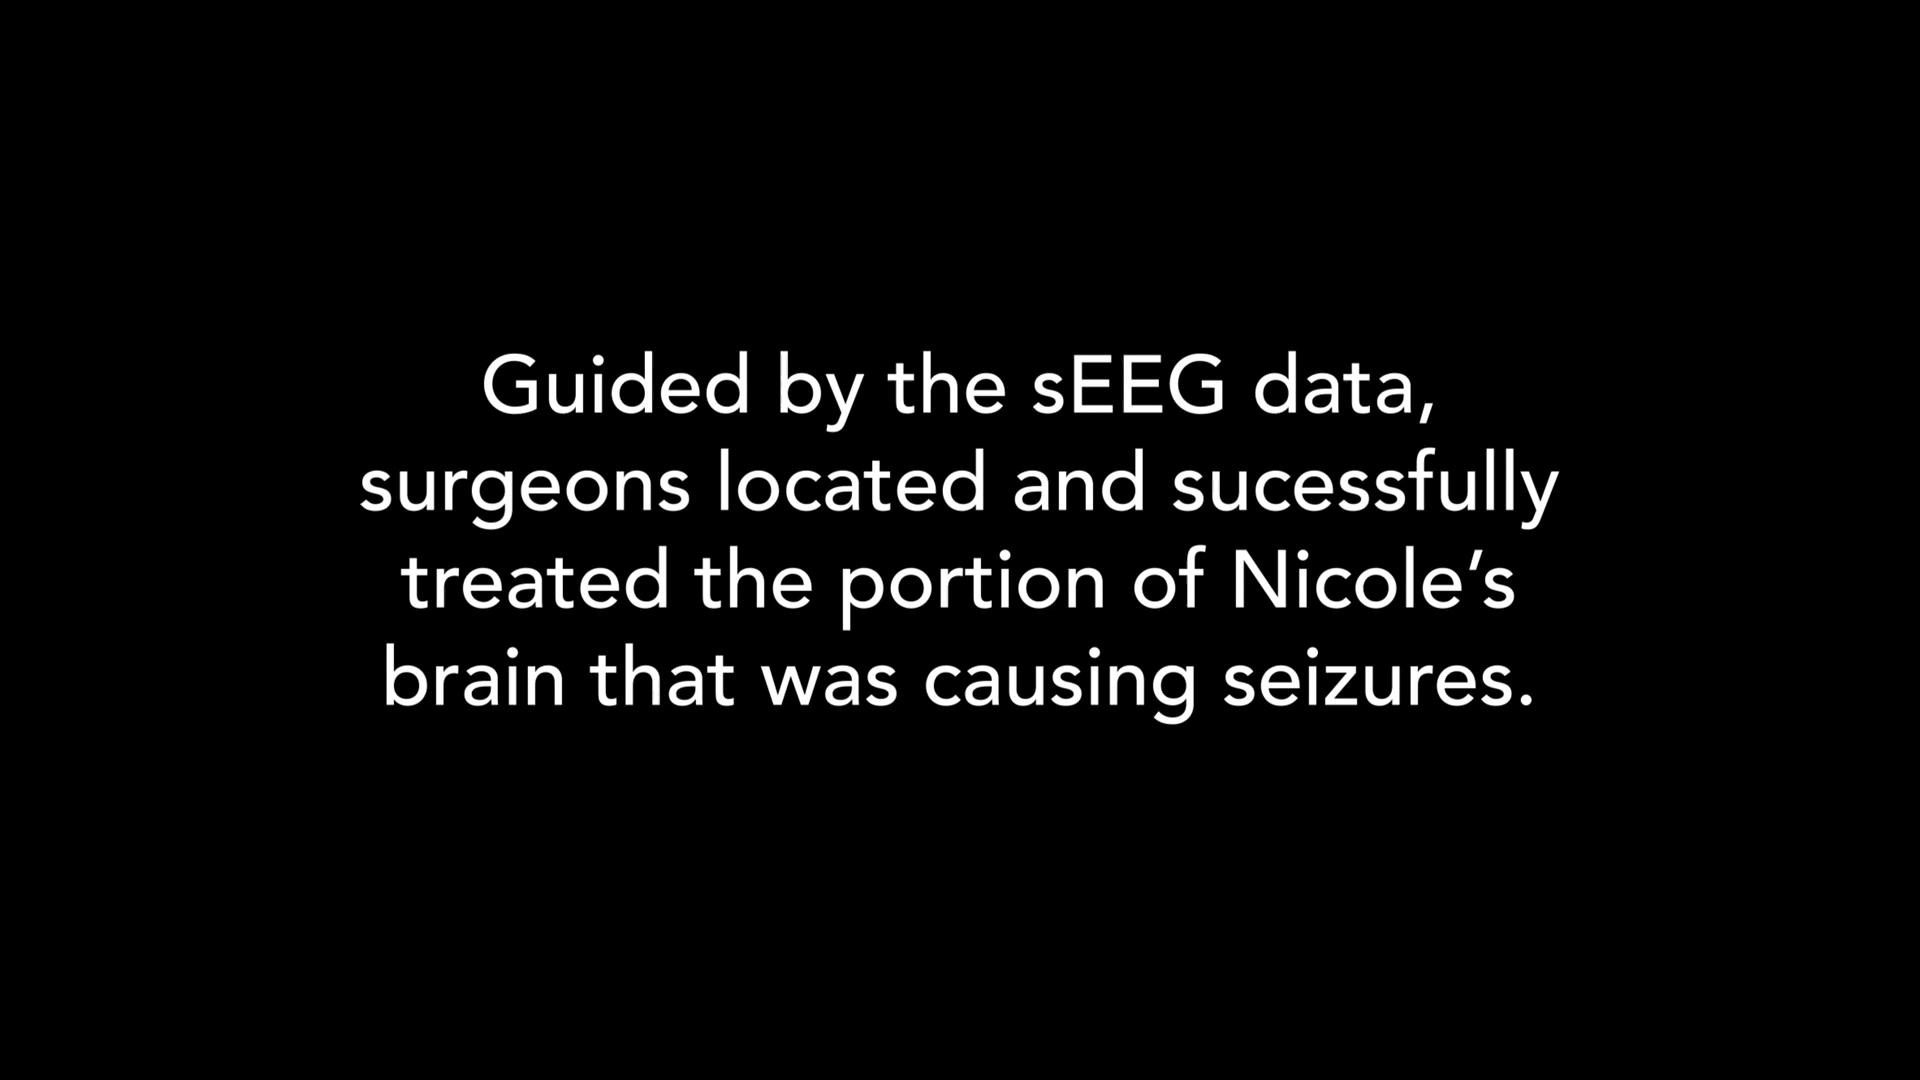 Guided by the sEEG data,
surgeons located and sucessfully
treated the portion of Nicole’s
brain that was causing seizures.